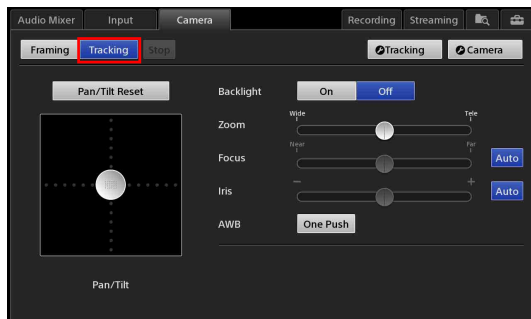 Audio Mixer Input Camera Recording Streaming
Framing Tracking Stop Tracking Camera
Pan/Tilt Reset Backlight On Off
Wide Tele
Zoom
Near Far
Focus Auto
− +
Iris Auto
AWB One Push
Pan/Tilt